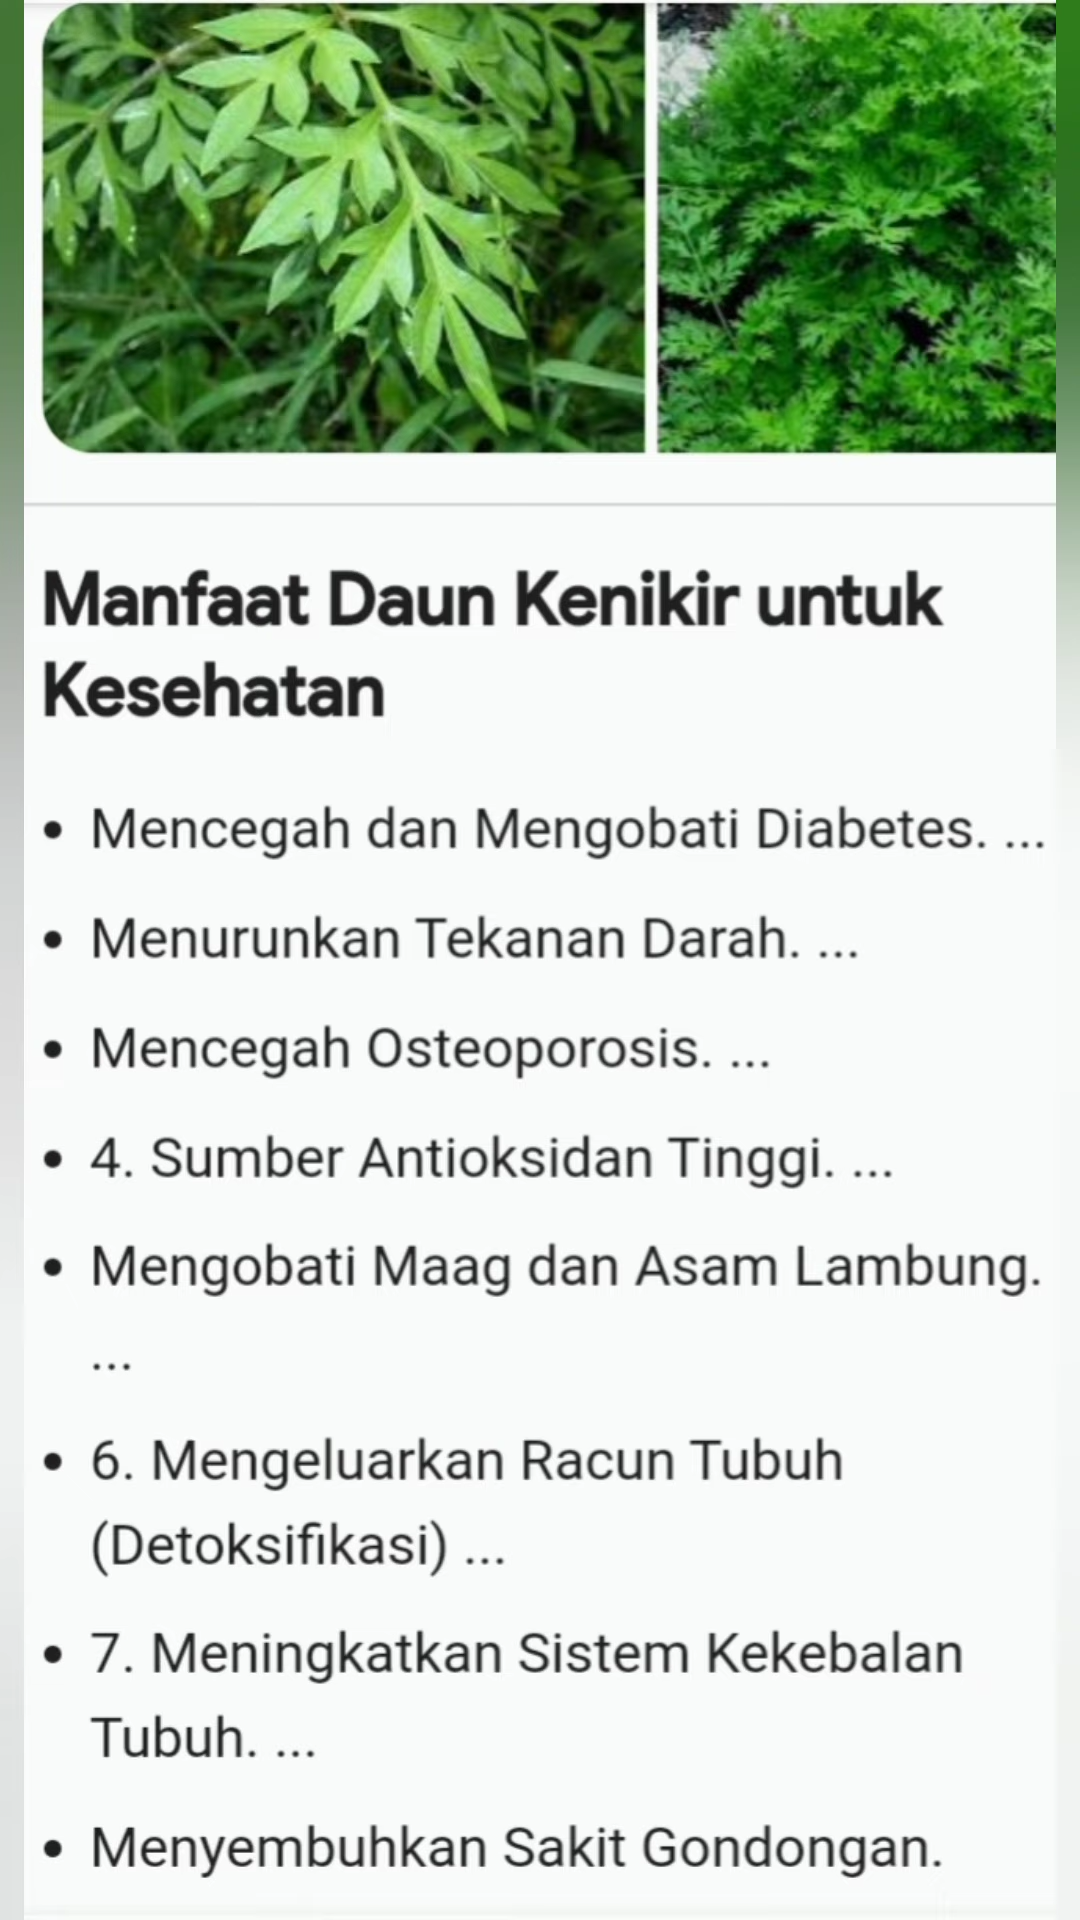 Manfaat Daun Kenikir untuk
Kesehatan
• Mencegah dan Mengobati Diabetes. ...
• Menurunkan Tekanan Darah. ...
• Mencegah Osteoporosis. ...
• 4. Sumber Antioksidan Tinggi. ...
• Mengobati Maag dan Asam Lambung.
...
• 6. Mengeluarkan Racun Tubuh
(Detoksifikasi) ...
• 7. Meningkatkan Sistem Kekebalan
Tubuh. ...
• Menyembuhkan Sakit Gondongan.